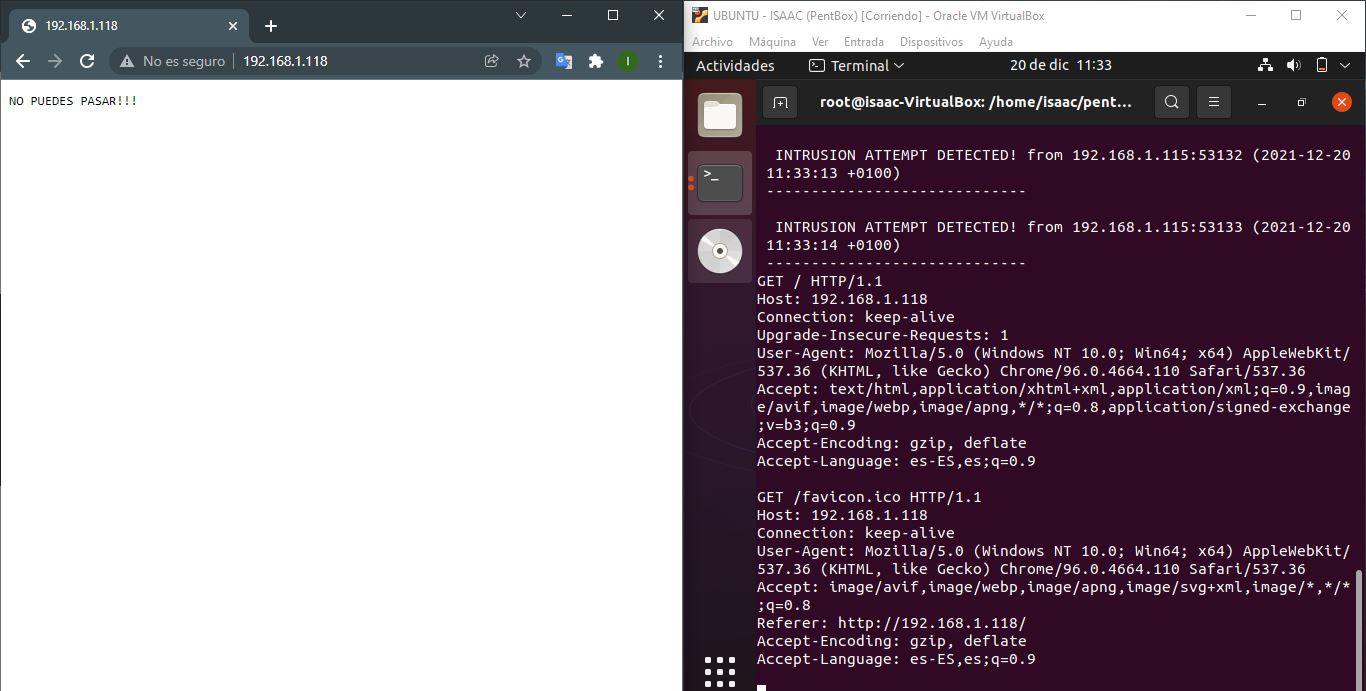 192.168.1.118
No es seguro
192.168.1.118
I
NO PUEDES PASAR!!!
UBUNTU - ISAAC (PentBox) [Corriendo] - Oracle VM VirtualBox
Archivo Máquina Ver Entrada Dispositivos Ayuda
Actividades Terminal 20 de dic 11:33
root@isaac-VirtualBox: /home/isaac/pent...
>_
INTRUSION ATTEMPT DETECTED! from 192.168.1.115:53132 (2021-12-20
11:33:13 +0100)
-----------------------------
INTRUSION ATTEMPT DETECTED! from 192.168.1.115:53133 (2021-12-20
11:33:14 +0100)
-----------------------------
GET / HTTP/1.1
Host: 192.168.1.118
Connection: keep-alive
Upgrade-Insecure-Requests: 1
User-Agent: Mozilla/5.0 (Windows NT 10.0; Win64; x64) AppleWebKit/
537.36 (KHTML, like Gecko) Chrome/96.0.4664.110 Safari/537.36
Accept: text/html,application/xhtml+xml,application/xml;q=0.9,imag
e/avif,image/webp,image/apng,*/*;q=0.8,application/signed-exchange
;v=b3;q=0.9
Accept-Encoding: gzip, deflate
Accept-Language: es-ES,es;q=0.9
GET /favicon.ico HTTP/1.1
Host: 192.168.1.118
Connection: keep-alive
User-Agent: Mozilla/5.0 (Windows NT 10.0; Win64; x64) AppleWebKit/
537.36 (KHTML, like Gecko) Chrome/96.0.4664.110 Safari/537.36
Accept: image/avif,image/webp,image/apng,image/svg+xml,image/*,*/*
;q=0.8
Referer: http://192.168.1.118/
Accept-Encoding: gzip, deflate
Accept-Language: es-ES,es;q=0.9